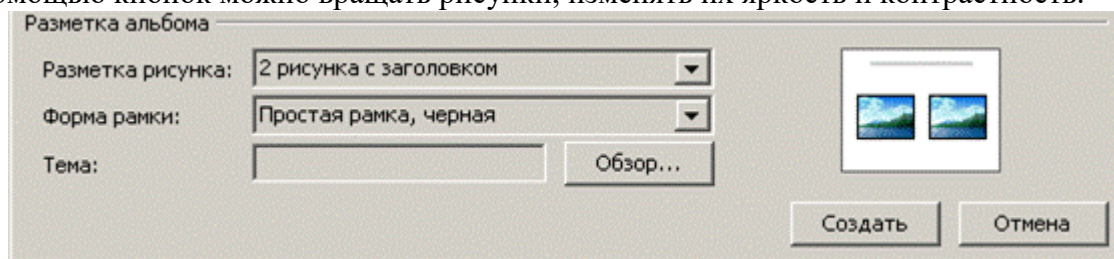 помощью кнопок можно вращать рисунки, изменять их яркость и контрастность.
Разметка альбома
Разметка рисунка: 2 рисунка с заголовком
Форма рамки: Простая рамка, черная
Тема: Обзор...
Создать Отмена